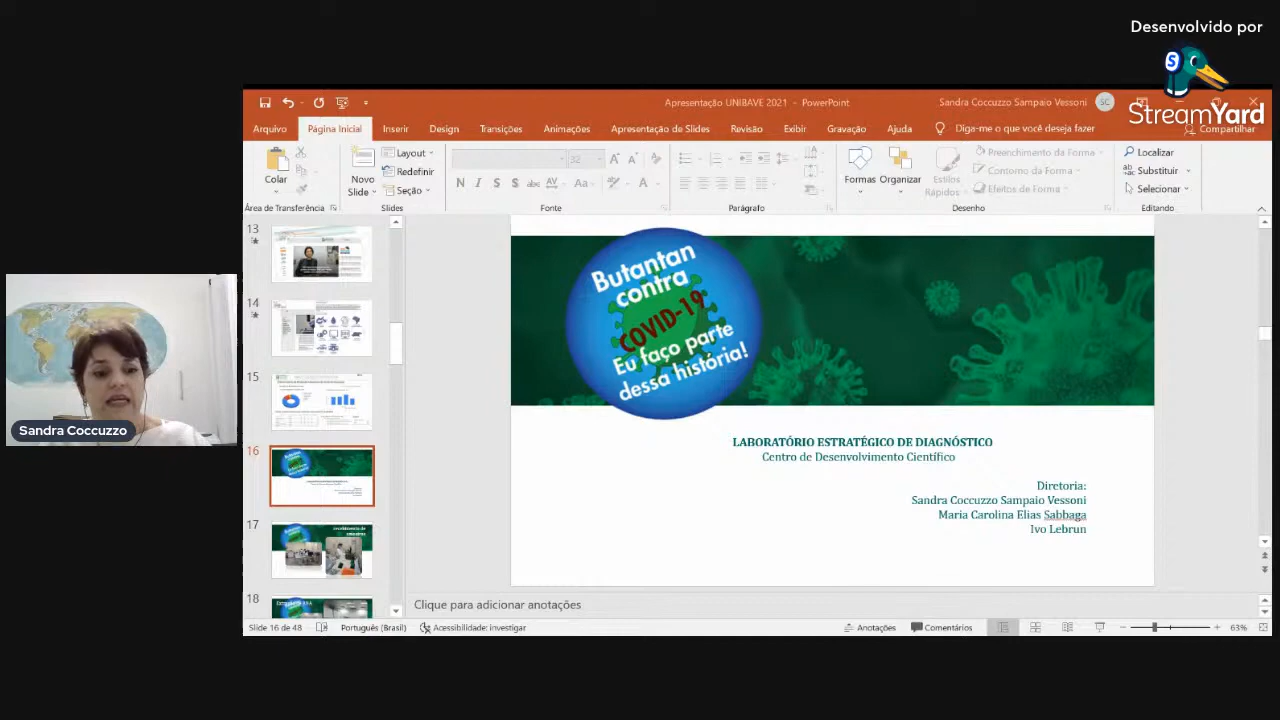 Desenvolvido por
StreamYard
Apresentação UNIBAVE 2021 - PowerPoint
Sandra Coccuzzo Sampaio Vessoni
SC
Arquivo
Página Inicial
Inserir
Design
Transições
Animações
Apresentação de Slides
Revisão
Exibir
Gravação
Ajuda
Diga-me o que você deseja fazer
Compartilhar
Colar
Novo
Slide
Layout
Redefinir
Seção
32
N
I
S
S
abc
AV
Aa
A
Formas
Organizar
Estilos
Rápidos
Preenchimento da Forma
Contorno da Forma
Efeitos de Forma
Localizar
Substituir
Selecionar
Área de Transferência
Slides
Fonte
Parágrafo
Desenho
Editando
13
14
15
16
17
18
Butantan
contra
COVID-19
Eu faço parte
dessa história!
LABORATÓRIO ESTRATÉGICO DE DIAGNÓSTICO
Centro de Desenvolvimento Científico
Diretoria:
Sandra Coccuzzo Sampaio Vessoni
Maria Carolina Elias Sabbaga
Ivo Lebrun
Sandra Coccuzzo
Clique para adicionar anotações
Slide 16 de 48
Português (Brasil)
Acessibilidade: investigar
Anotações
Comentários
63%